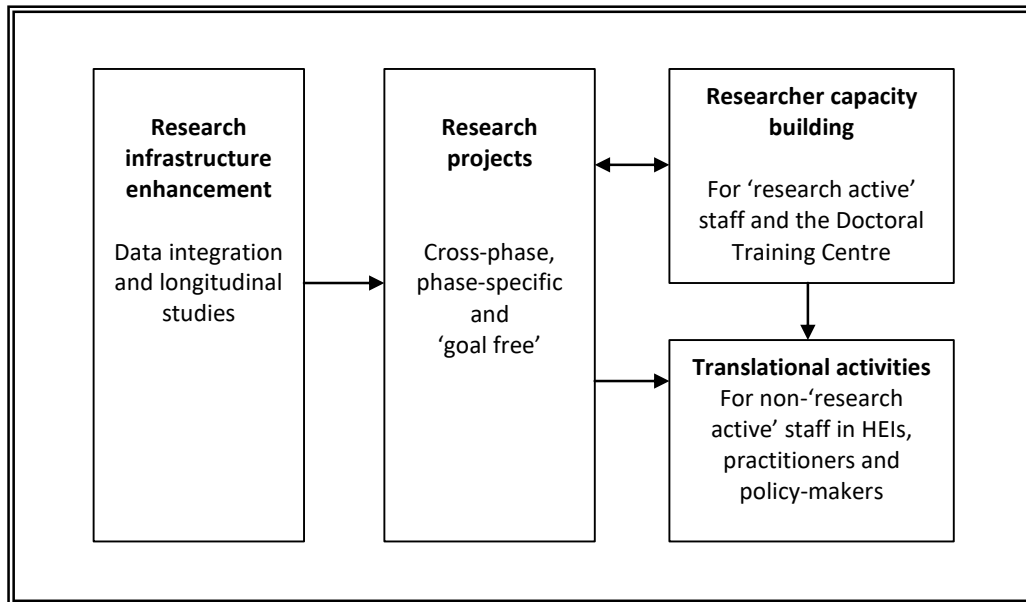 Research
infrastructure
enhancement
Data integration
and longitudinal
studies
Research
projects
Cross-phase,
phase-specific
and
‘goal free’
Researcher capacity
building
For ‘research active’
staff and the Doctoral
Training Centre
Translational activities
For non-‘research
active’ staff in HEIs,
practitioners and
policy-makers